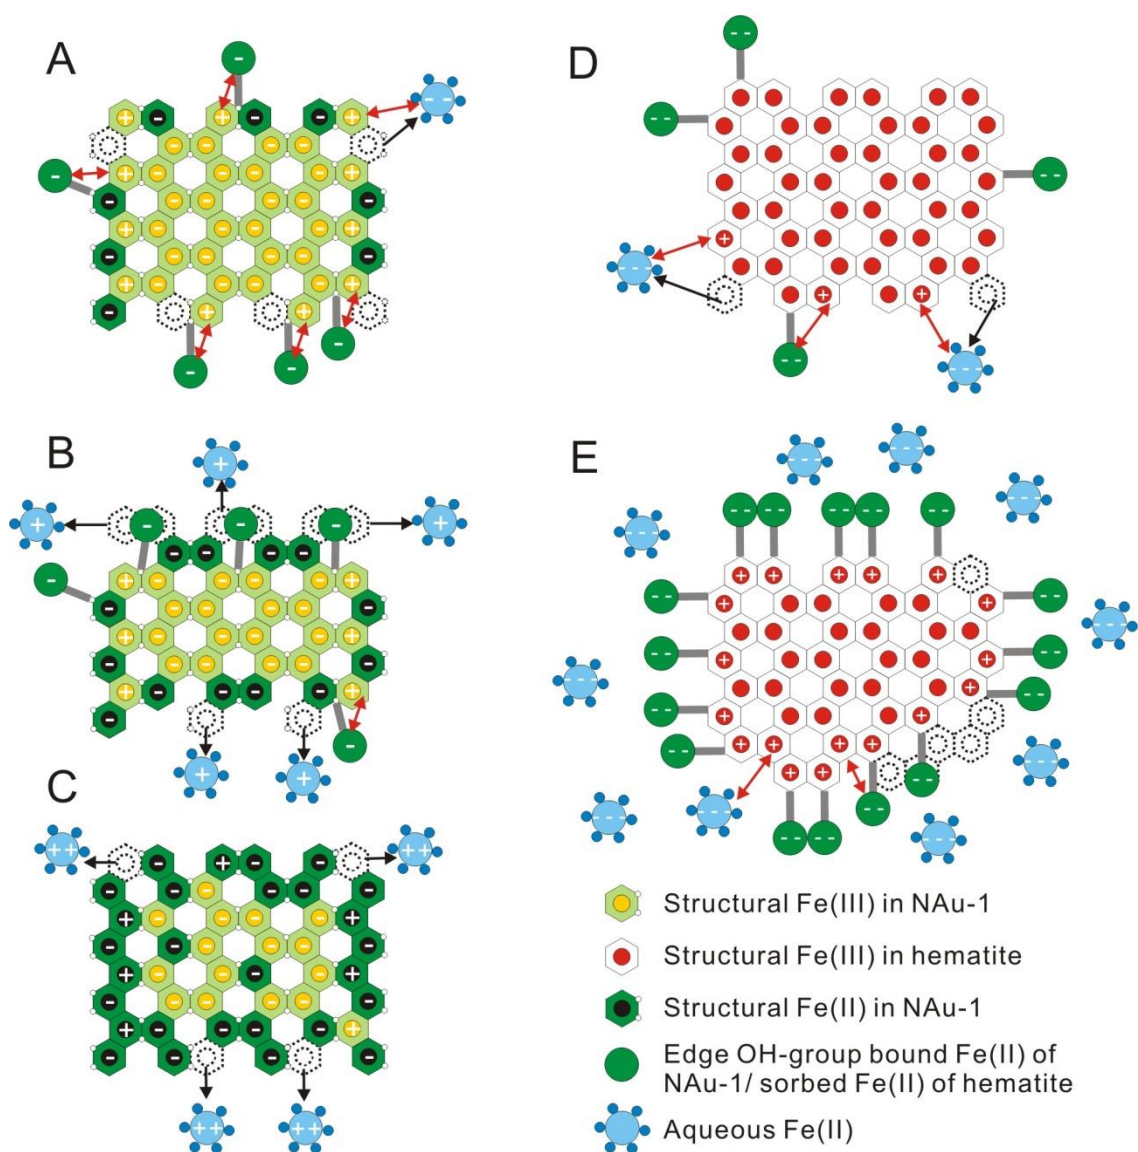 A
D
B
E
C
Structural Fe(III) in NAu-1
Structural Fe(III) in hematite
Structural Fe(II) in NAu-1
Edge OH-group bound Fe(II) of
NAu-1/ sorbed Fe(II) of hematite
Aqueous Fe(II)